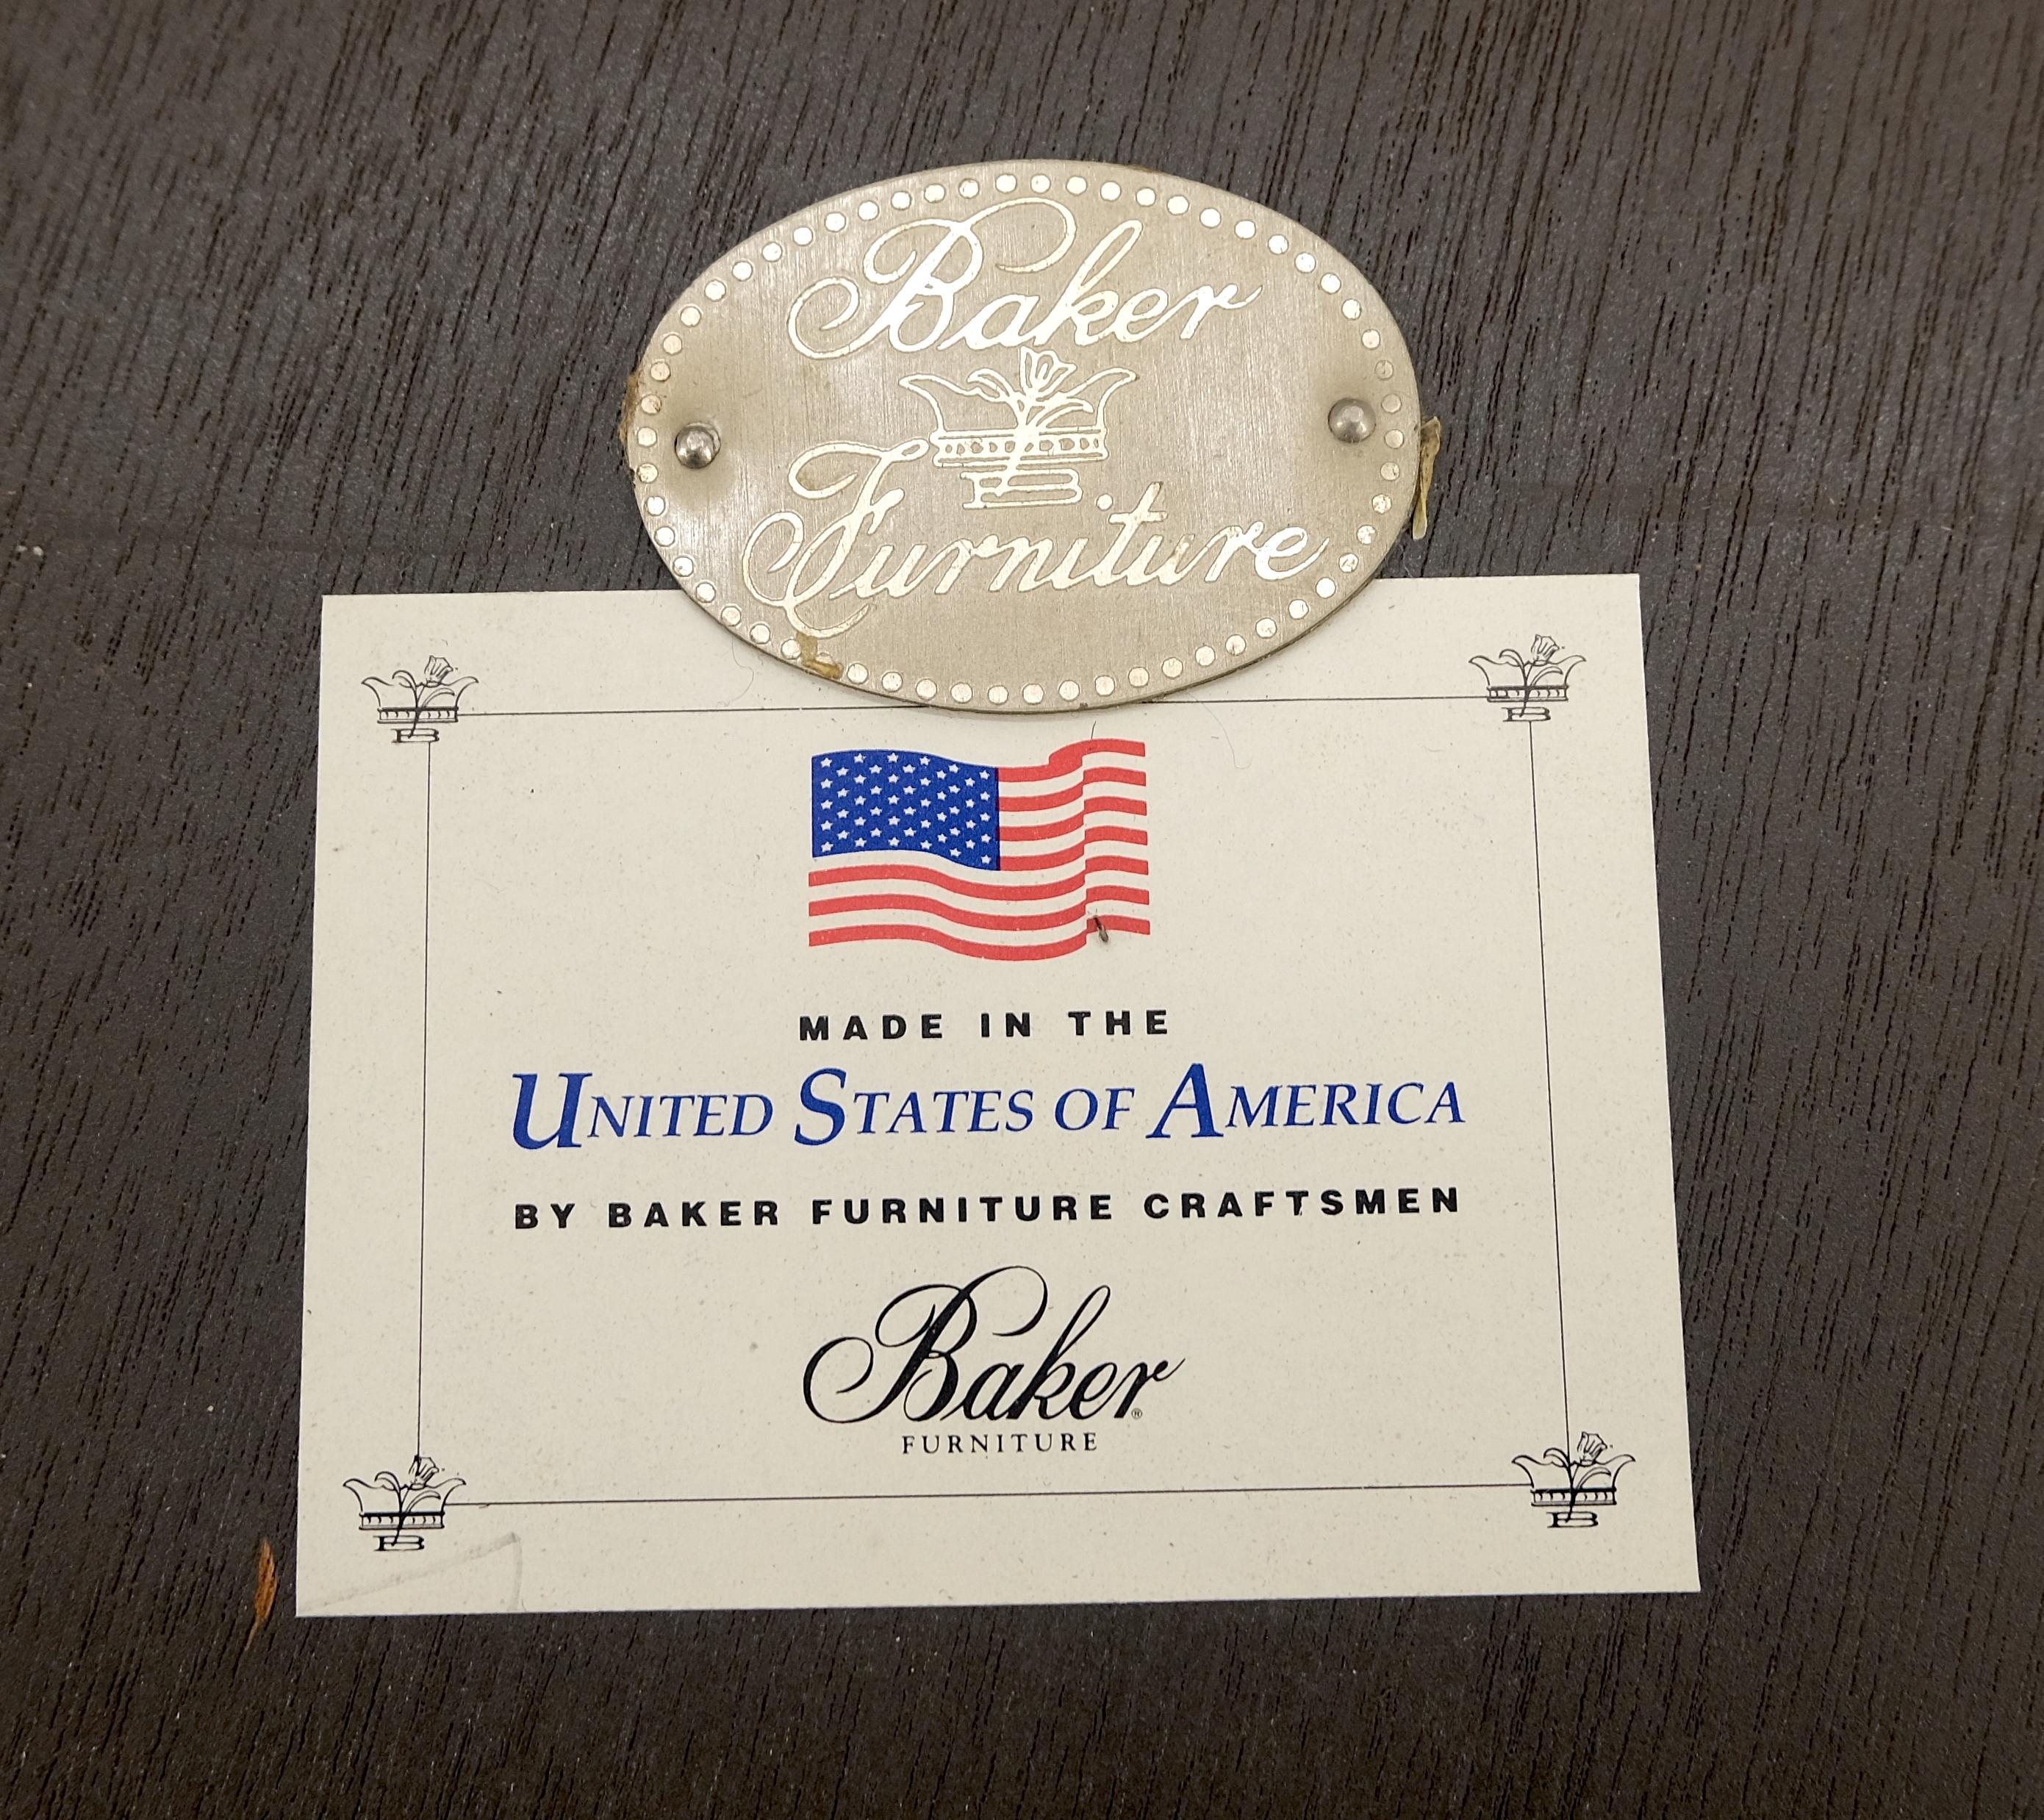 Baker
B
Furniture
B
B
MADE IN THE
UNITED STATES OF AMERICA
BY BAKER FURNITURE CRAFTSMEN
Baker®
FURNITURE
B
B